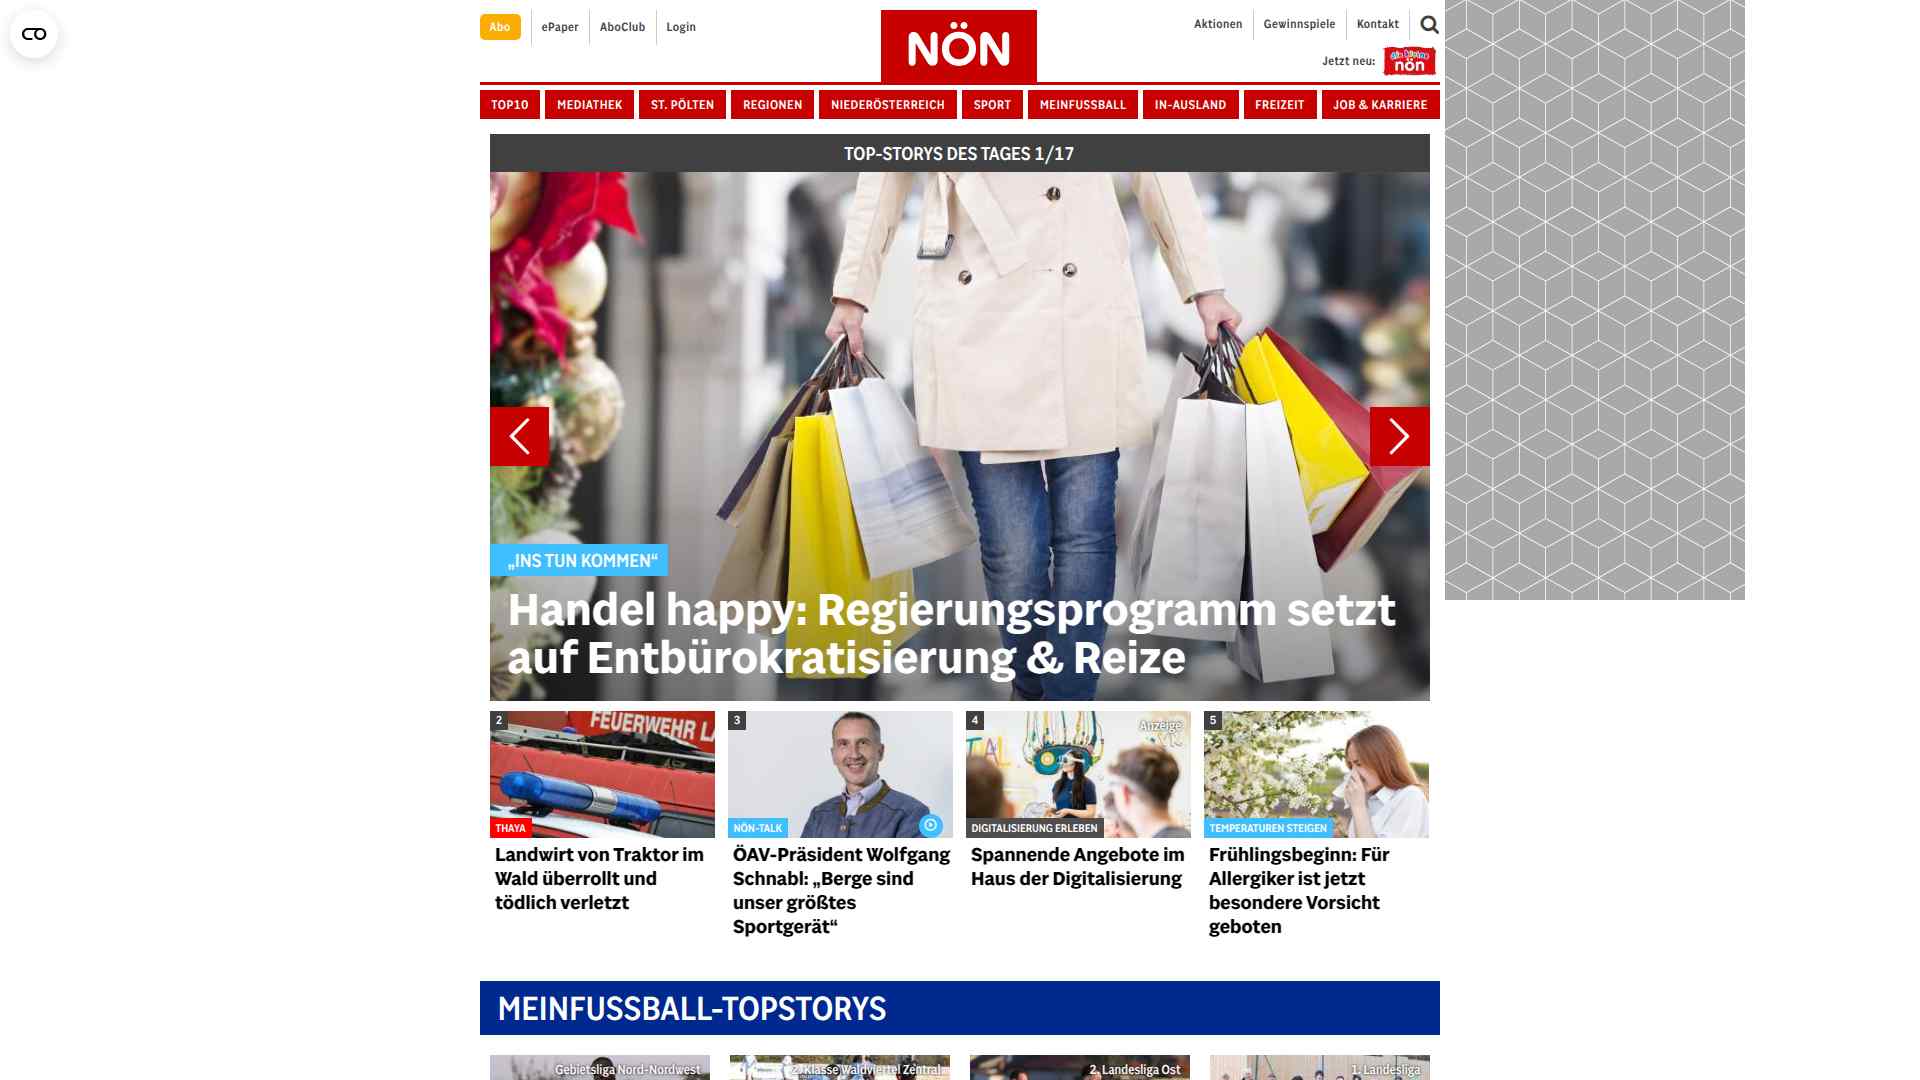 Abo
ePaper
AboClub
Login
NÖN
Aktionen
Gewinnspiele
Kontakt
Jetzt neu:
die kleine
nön
TOP10
MEDIATHEK
ST. PÖLTEN
REGIONEN
NIEDERÖSTERREICH
SPORT
MEINFUSSBALL
IN-AUSLAND
FREIZEIT
JOB & KARRIERE
TOP-STORYS DES TAGES 1/17
„INS TUN KOMMEN“
Handel happy: Regierungsprogramm setzt
auf Entbürokratisierung & Reize
2
FEUERWEHR LA
THAYA
Landwirt von Traktor im
Wald überrollt und
tödlich verletzt
3
NÖN-TALK
ÖAV-Präsident Wolfgang
Schnabl: „Berge sind
unser größtes
Sportgerät“
4
Anzeige
DIGITALISIERUNG ERLEBEN
Spannende Angebote im
Haus der Digitalisierung
5
TEMPERATUREN STEIGEN
Frühlingsbeginn: Für
Allergiker ist jetzt
besondere Vorsicht
geboten
MEINFUSSBALL-TOPSTORYS
Gebietsliga Nord-Nordwest
2. Klasse Waldviertel Zentral
2. Landesliga Ost
1. Landesliga